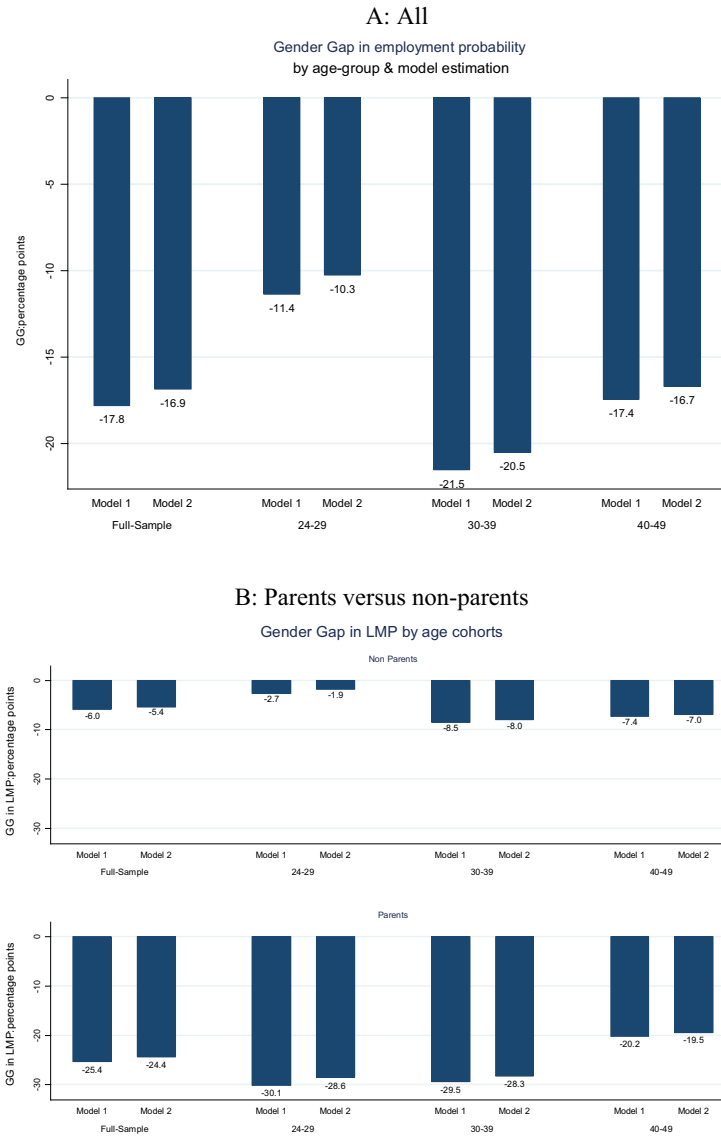 A: All
Gender Gap in employment probability
by age-group & model estimation
GG:percentage points
0
-5
-10
-15
-20
-17.8 -16.9 -11.4 -10.3 -21.5 -20.5 -17.4 -16.7
Model 1 Model 2 Model 1 Model 2 Model 1 Model 2 Model 1 Model 2
Full-Sample 24-29 30-39 40-49
B: Parents versus non-parents
Gender Gap in LMP by age cohorts
Non Parents
GG in LMP:percentage points
0
-10
-20
-30
-6.0 -5.4 -2.7 -1.9 -8.5 -8.0 -7.4 -7.0
Model 1 Model 2 Model 1 Model 2 Model 1 Model 2 Model 1 Model 2
Full-Sample 24-29 30-39 40-49
Parents
GG in LMP:percentage points
0
-10
-20
-30
-25.4 -24.4 -30.1 -28.6 -29.5 -28.3 -20.2 -19.5
Model 1 Model 2 Model 1 Model 2 Model 1 Model 2 Model 1 Model 2
Full-Sample 24-29 30-39 40-49